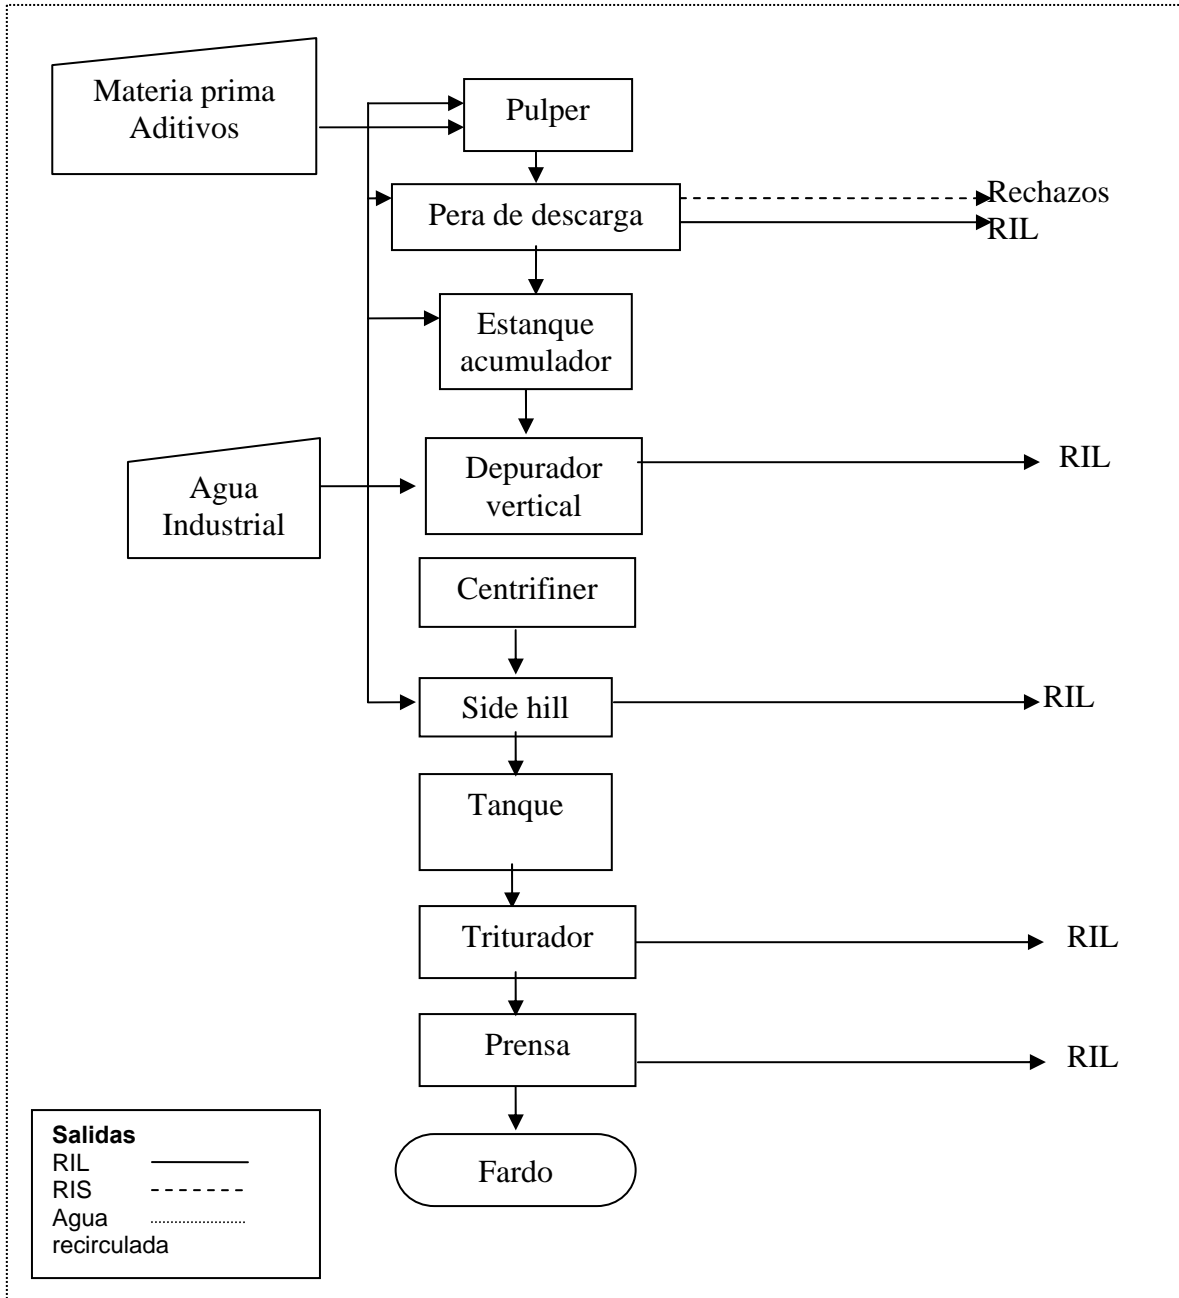 Materia prima
Aditivos
Pulper
Pera de descarga
Rechazos
RIL
Estanque
acumulador
Agua
Industrial
Depurador
vertical
RIL
Centrifiner
Side hill
RIL
Tanque
Triturador
RIL
Prensa
RIL
Fardo
Salidas
RIL
RIS
Agua
recirculada